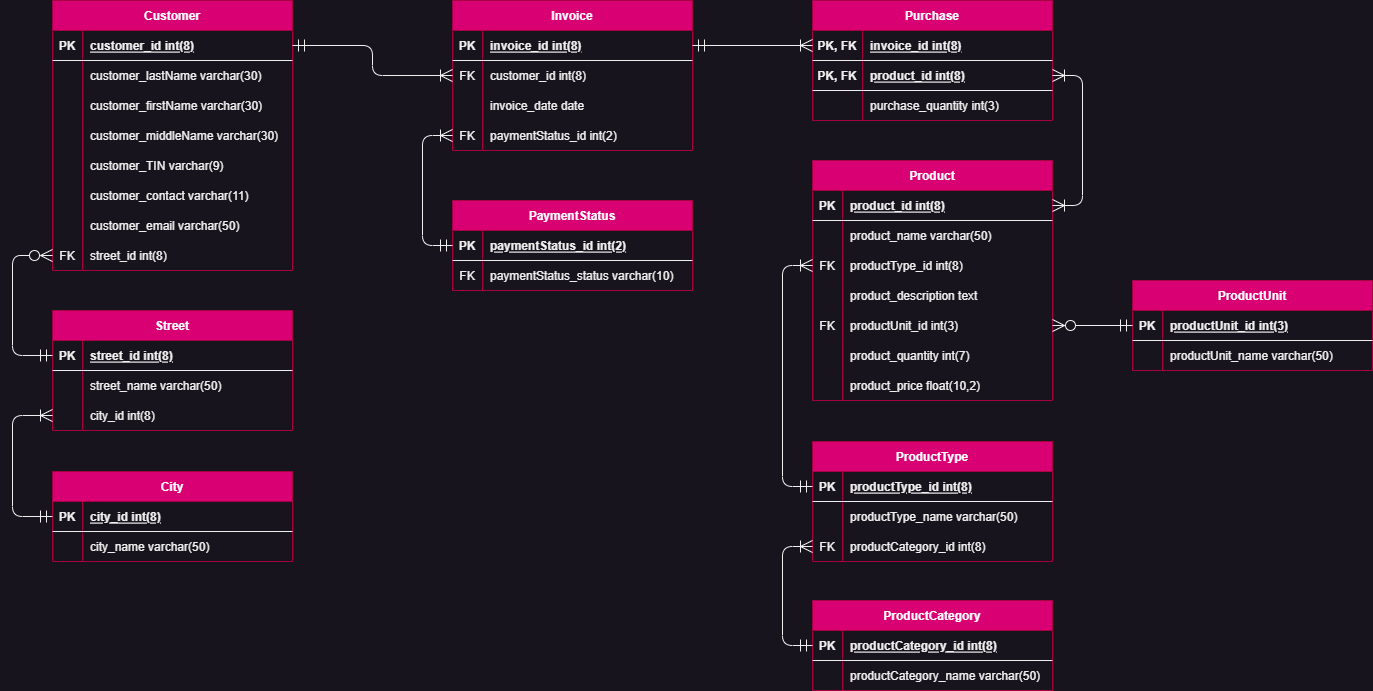 Customer
PK customer_id int(8)
customer_lastName varchar(30)
customer_firstName varchar(30)
customer_middleName varchar(30)
customer_TIN varchar(9)
customer_contact varchar(11)
customer_email varchar(50)
FK street_id int(8)
Street
PK street_id int(8)
street_name varchar(50)
city_id int(8)
City
PK city_id int(8)
city_name varchar(50)
Invoice
PK invoice_id int(8)
FK customer_id int(8)
invoice_date date
FK paymentStatus_id int(2)
PaymentStatus
PK paymentStatus_id int(2)
FK paymentStatus_status varchar(10)
Purchase
PK, FK invoice_id int(8)
PK, FK product_id int(8)
purchase_quantity int(3)
Product
PK product_id int(8)
product_name varchar(50)
FK productType_id int(8)
product_description text
FK productUnit_id int(3)
product_quantity int(7)
product_price float(10,2)
ProductType
PK productType_id int(8)
productType_name varchar(50)
FK productCategory_id int(8)
ProductCategory
PK productCategory_id int(8)
productCategory_name varchar(50)
ProductUnit
PK productUnit_id int(3)
productUnit_name varchar(50)